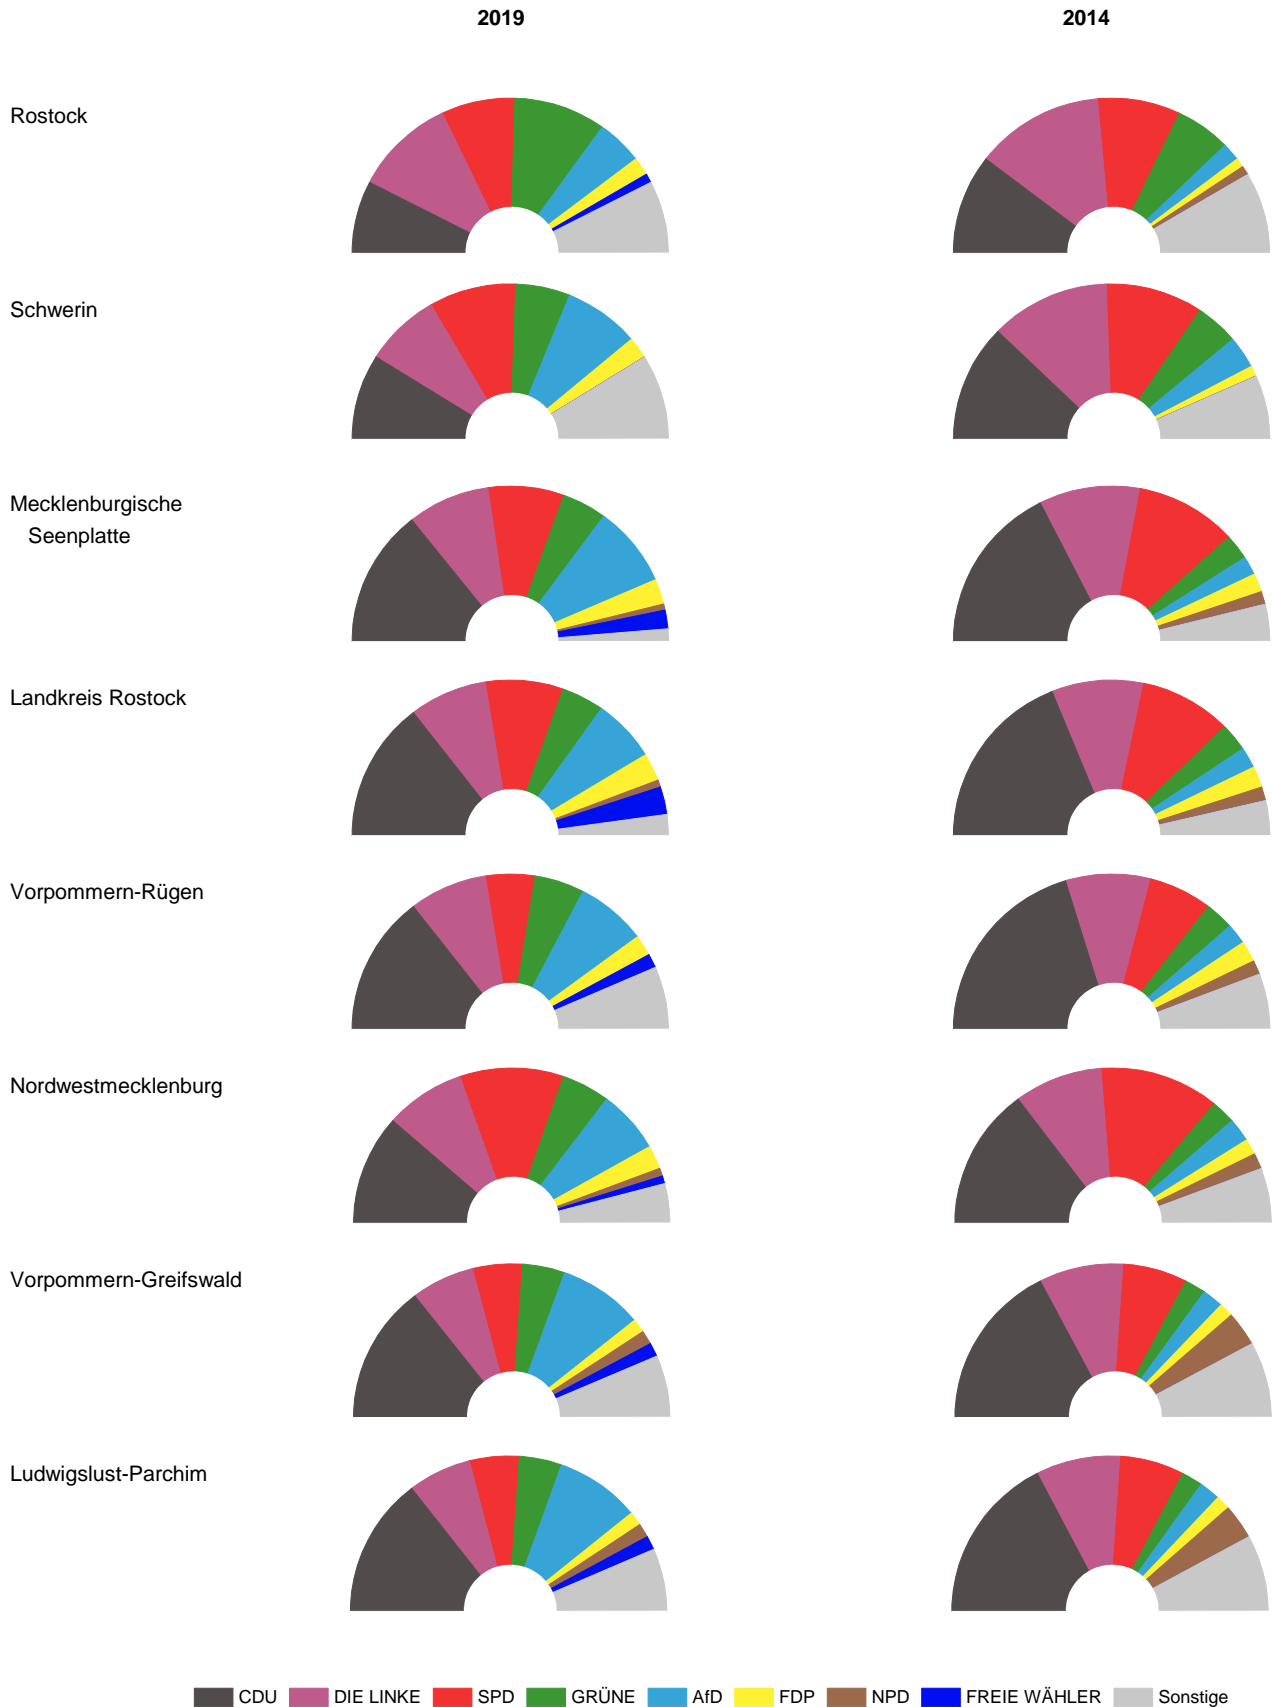 2019 2014
Rostock
Schwerin
Mecklenburgische
Seenplatte
Landkreis Rostock
Vorpommern-Rügen
Nordwestmecklenburg
Vorpommern-Greifswald
Ludwigslust-Parchim
CDU DIE LINKE SPD GRÜNE AfD FDP NPD FREIE WÄHLER Sonstige